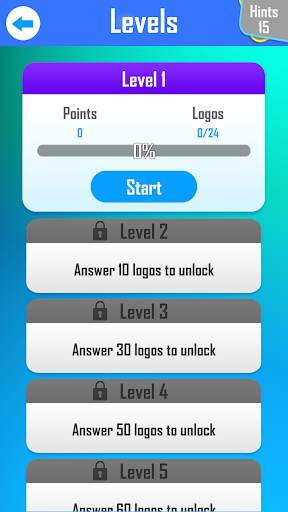 Levels
Hints
15
Level 1
Points Logos
0 0/24
0%
Start
Level 2
Answer 10 logos to unlock
Level 3
Answer 30 logos to unlock
Level 4
Answer 50 logos to unlock
Level 5
Answer 60 logos to unlock